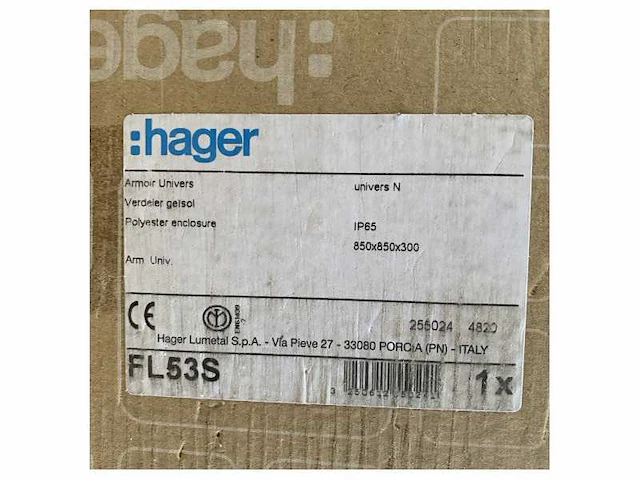 :hager
:hager
Armoir Univers univers N
Verdeler geïsol
Polyester enclosure IP65
850x850x300
Arm Univ.
CE 255024 4820
Hager Lumetal S.p.A. - Via Pieve 27 - 33080 PORCIA (PN) - ITALY
FL53S 1x